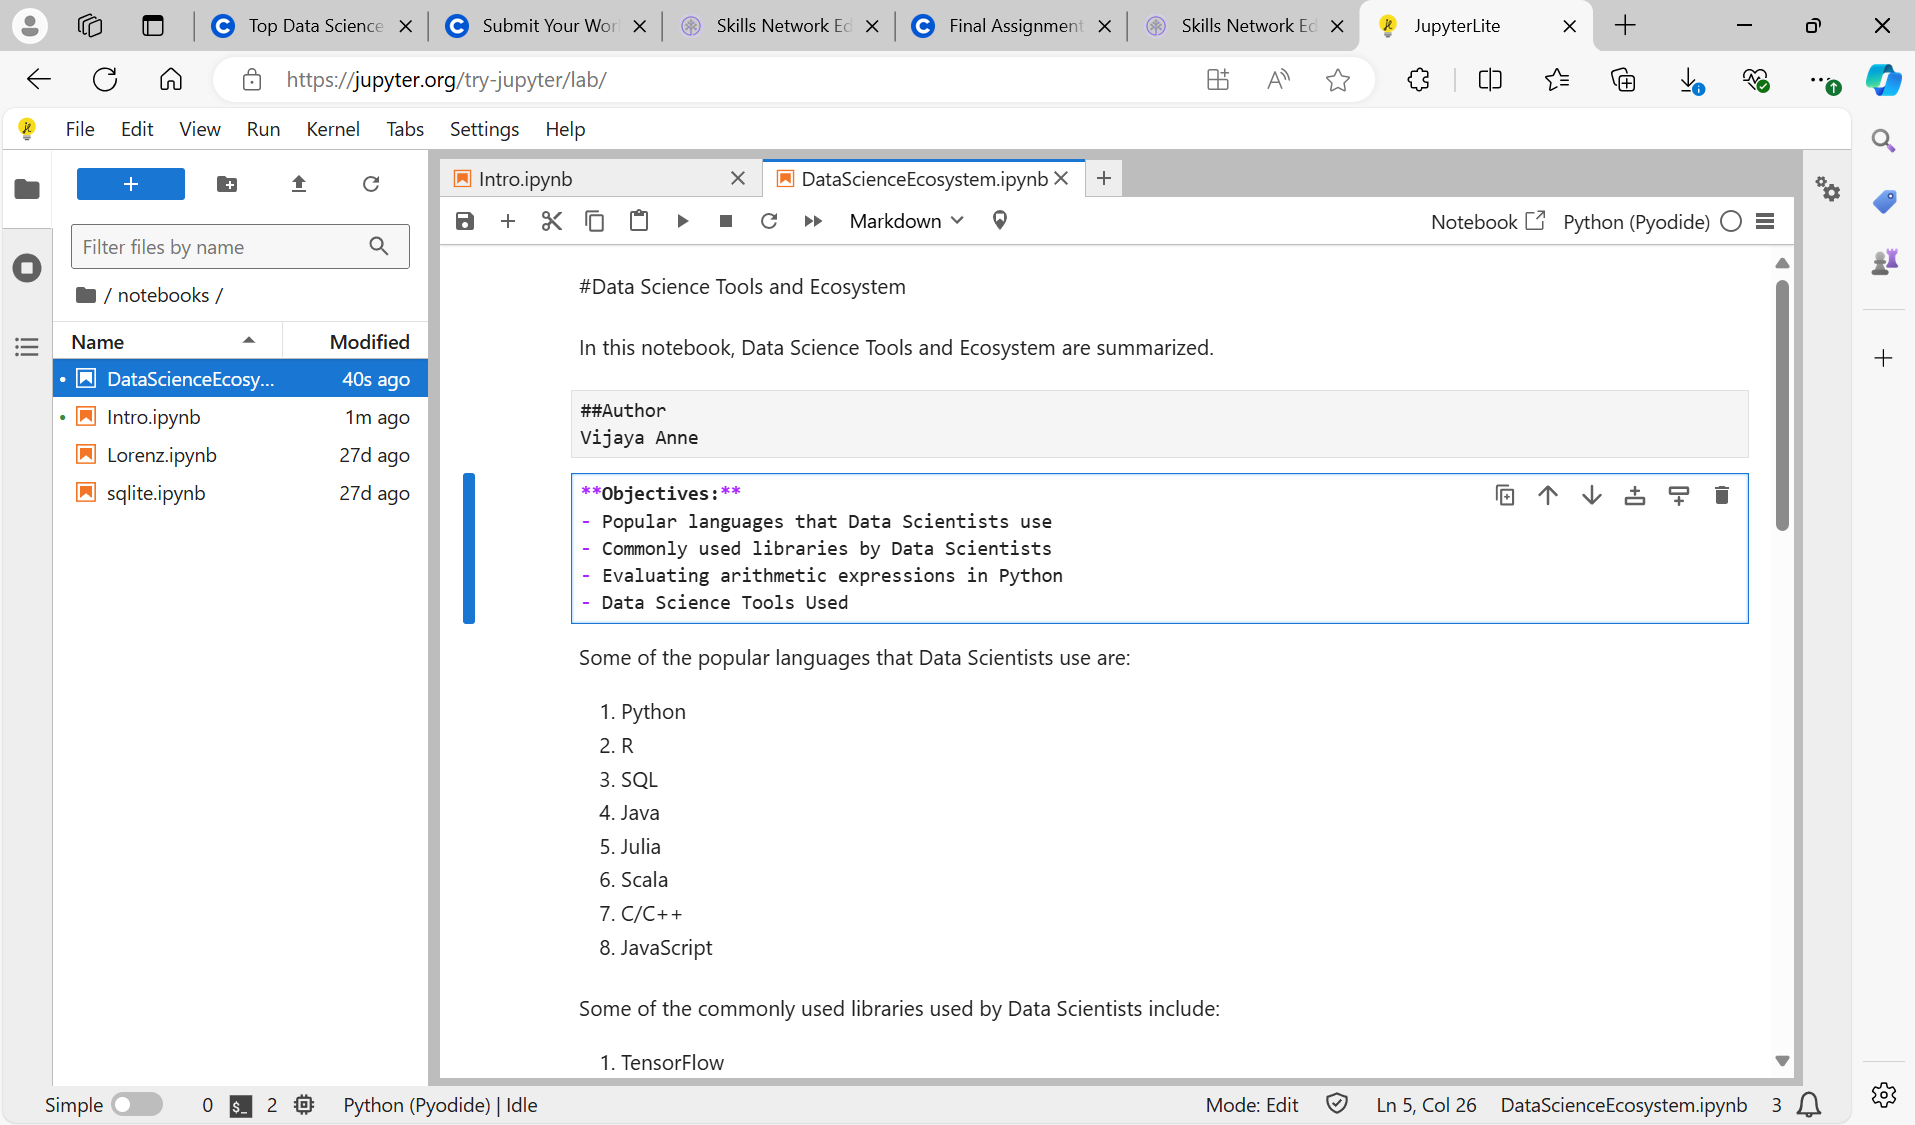 Top Data Science
Submit Your Wor
Skills Network Ed
Final Assignment
Skills Network Ed
JupyterLite
https://jupyter.org/try-jupyter/lab/
File Edit View Run Kernel Tabs Settings Help
Intro.ipynb
DataScienceEcosystem.ipynb
Markdown
Notebook
Python (Pyodide)
Filter files by name
/ notebooks /
Name Modified
DataScienceEcosy... 40s ago
Intro.ipynb 1m ago
Lorenz.ipynb 27d ago
sqlite.ipynb 27d ago
#Data Science Tools and Ecosystem
In this notebook, Data Science Tools and Ecosystem are summarized.
##Author
Vijaya Anne
**Objectives:**
- Popular languages that Data Scientists use
- Commonly used libraries by Data Scientists
- Evaluating arithmetic expressions in Python
- Data Science Tools Used
Some of the popular languages that Data Scientists use are:
1. Python
2. R
3. SQL
4. Java
5. Julia
6. Scala
7. C/C++
8. JavaScript
Some of the commonly used libraries used by Data Scientists include:
1. TensorFlow
Simple 0 $_ 2 Python (Pyodide) | Idle
Mode: Edit Ln 5, Col 26 DataScienceEcosystem.ipynb 3